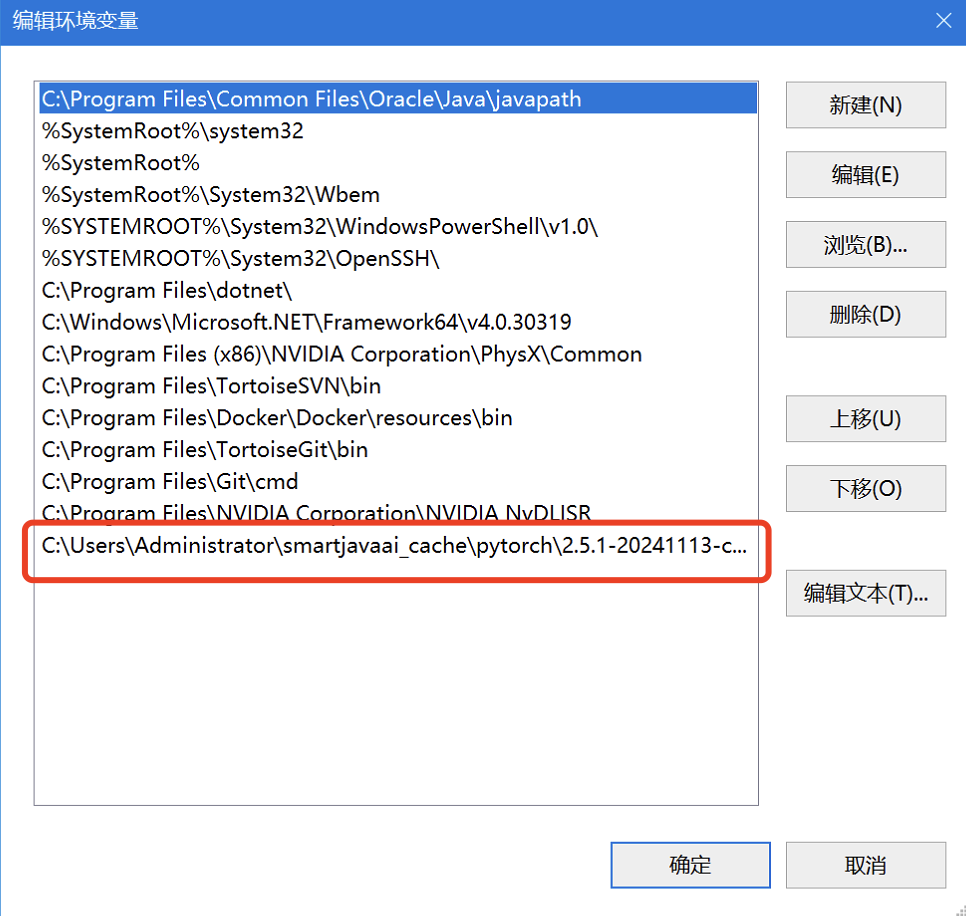 编辑环境变量
C:\Program Files\Common Files\Oracle\Java\javapath
%SystemRoot%\system32
%SystemRoot%
%SystemRoot%\System32\Wbem
%SYSTEMROOT%\System32\WindowsPowerShell\v1.0\
%SYSTEMROOT%\System32\OpenSSH\
C:\Program Files\dotnet\
C:\Windows\Microsoft.NET\Framework64\v4.0.30319
C:\Program Files (x86)\NVIDIA Corporation\PhysX\Common
C:\Program Files\TortoiseSVN\bin
C:\Program Files\Docker\Docker\resources\bin
C:\Program Files\TortoiseGit\bin
C:\Program Files\Git\cmd
C:\Program Files\NVIDIA Corporation\NVIDIA NvDLISR
C:\Users\Administrator\smartjavaai_cache\pytorch\2.5.1-20241113-c...
新建(N)
编辑(E)
浏览(B)...
删除(D)
上移(U)
下移(O)
编辑文本(T)...
确定
取消